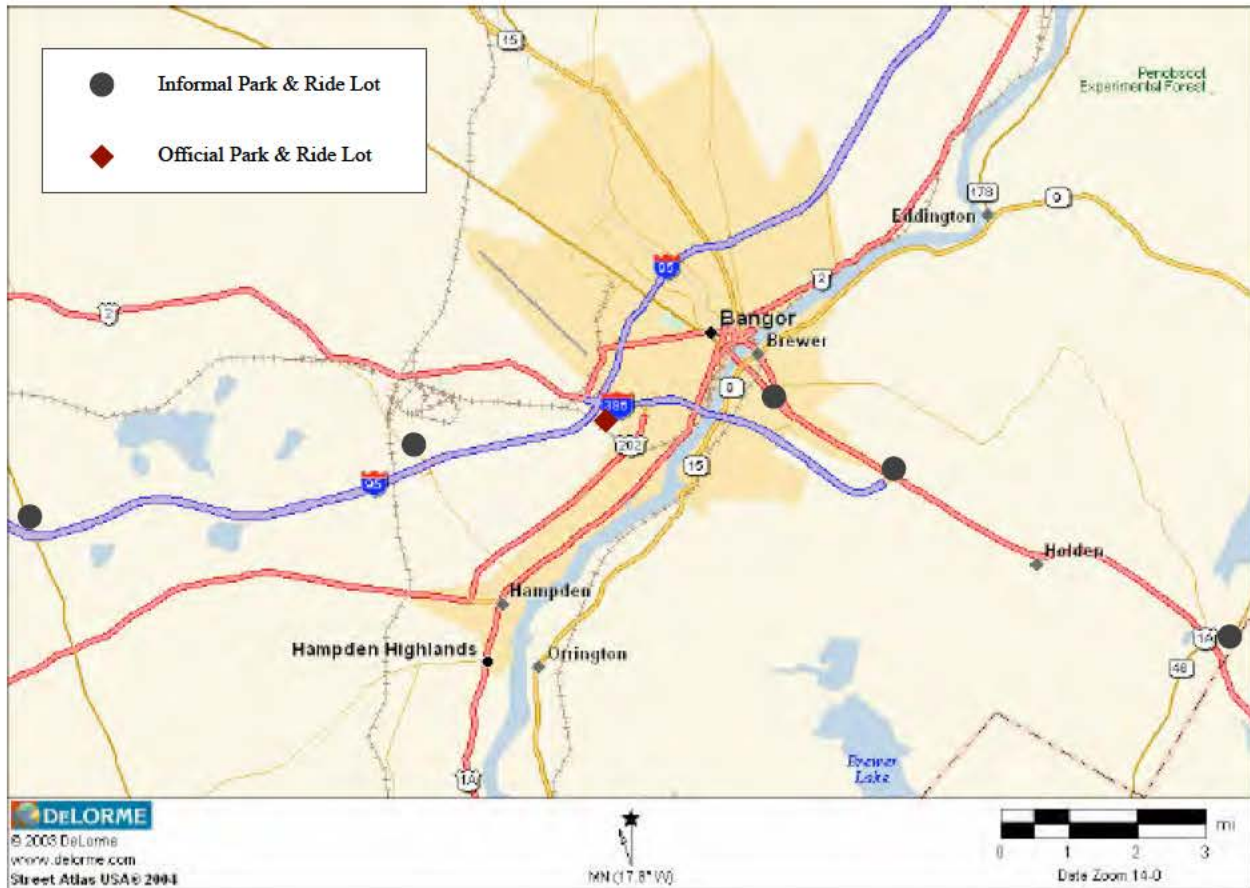 Informal Park & Ride Lot
Official Park & Ride Lot
15
Penobscot
Experimental Forest
178
9
Eddington
95
2
2
Bangor
Brewer
9
395
202
15
95
Holden
Hampden
Hampden Highlands
Orrington
1A
46
1A
Brewer
Lake
DELORME
© 2003 DeLorme
www.delorme.com
Street Atlas USA® 2004
MN (17.8° W)
mi
0 1 2 3
Data Zoom 14-0